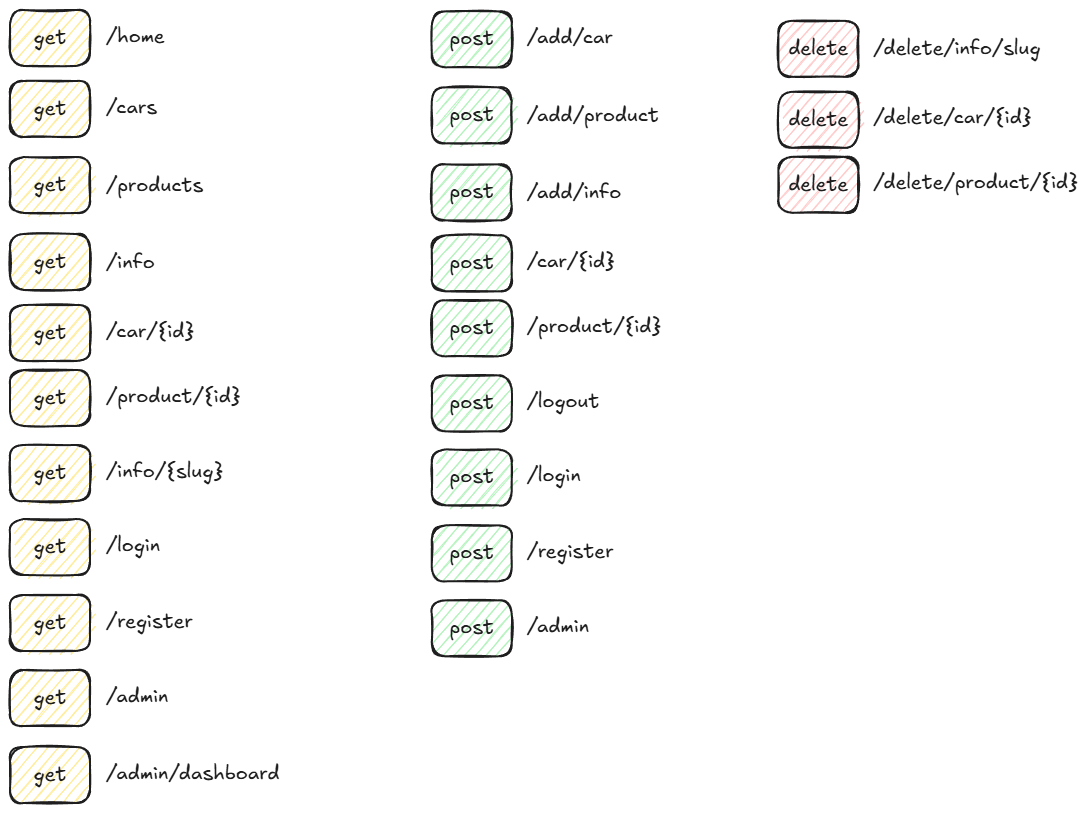 get /home
get /cars
get /products
get /info
get /car/{id}
get /product/{id}
get /info/{slug}
get /login
get /register
get /admin
get /admin/dashboard
post /add/car
post /add/product
post /add/info
post /car/{id}
post /product/{id}
post /logout
post /login
post /register
post /admin
delete /delete/info/slug
delete /delete/car/{id}
delete /delete/product/{id}